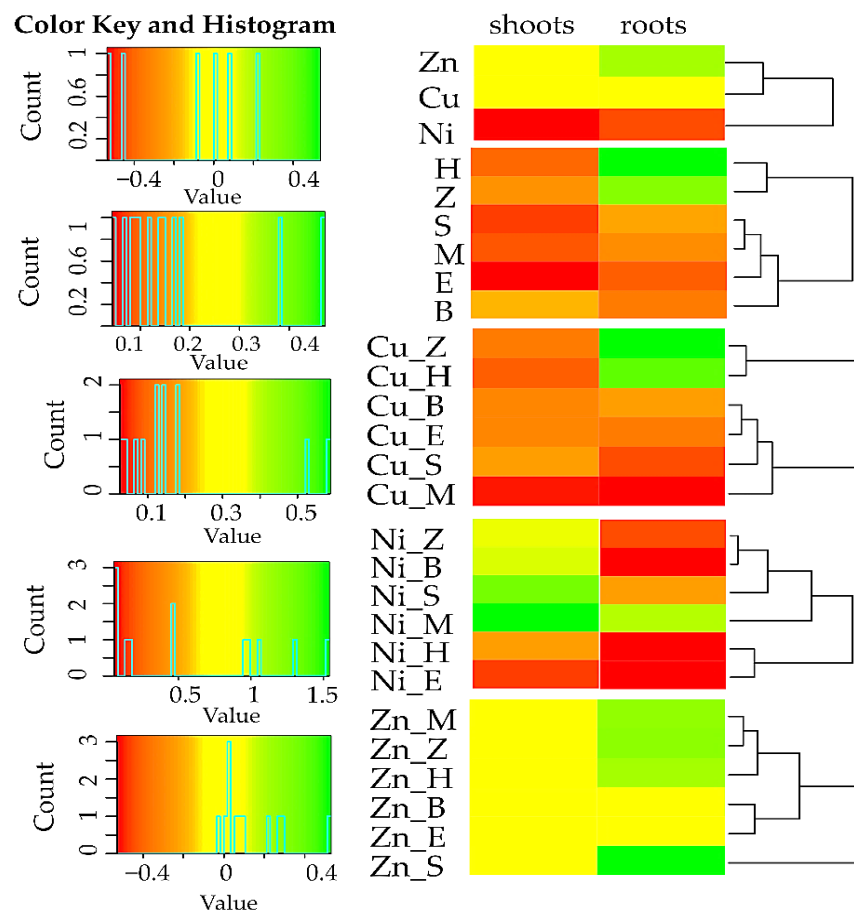 Color Key and Histogram
Count
0.2 0.6 1
−0.4 0 0.4
Value
Count
0.2 0.6 1
0.1 0.2 0.3 0.4
Value
Count
0 1 2
0.1 0.3 0.5
Value
Count
0 1 2 3
0.5 1 1.5
Value
Count
0 1 2 3
−0.4 0 0.4
Value
shoots roots
Zn
Cu
Ni
H
Z
S
M
E
B
Cu_Z
Cu_H
Cu_B
Cu_E
Cu_S
Cu_M
Ni_Z
Ni_B
Ni_S
Ni_M
Ni_H
Ni_E
Zn_M
Zn_Z
Zn_H
Zn_B
Zn_E
Zn_S